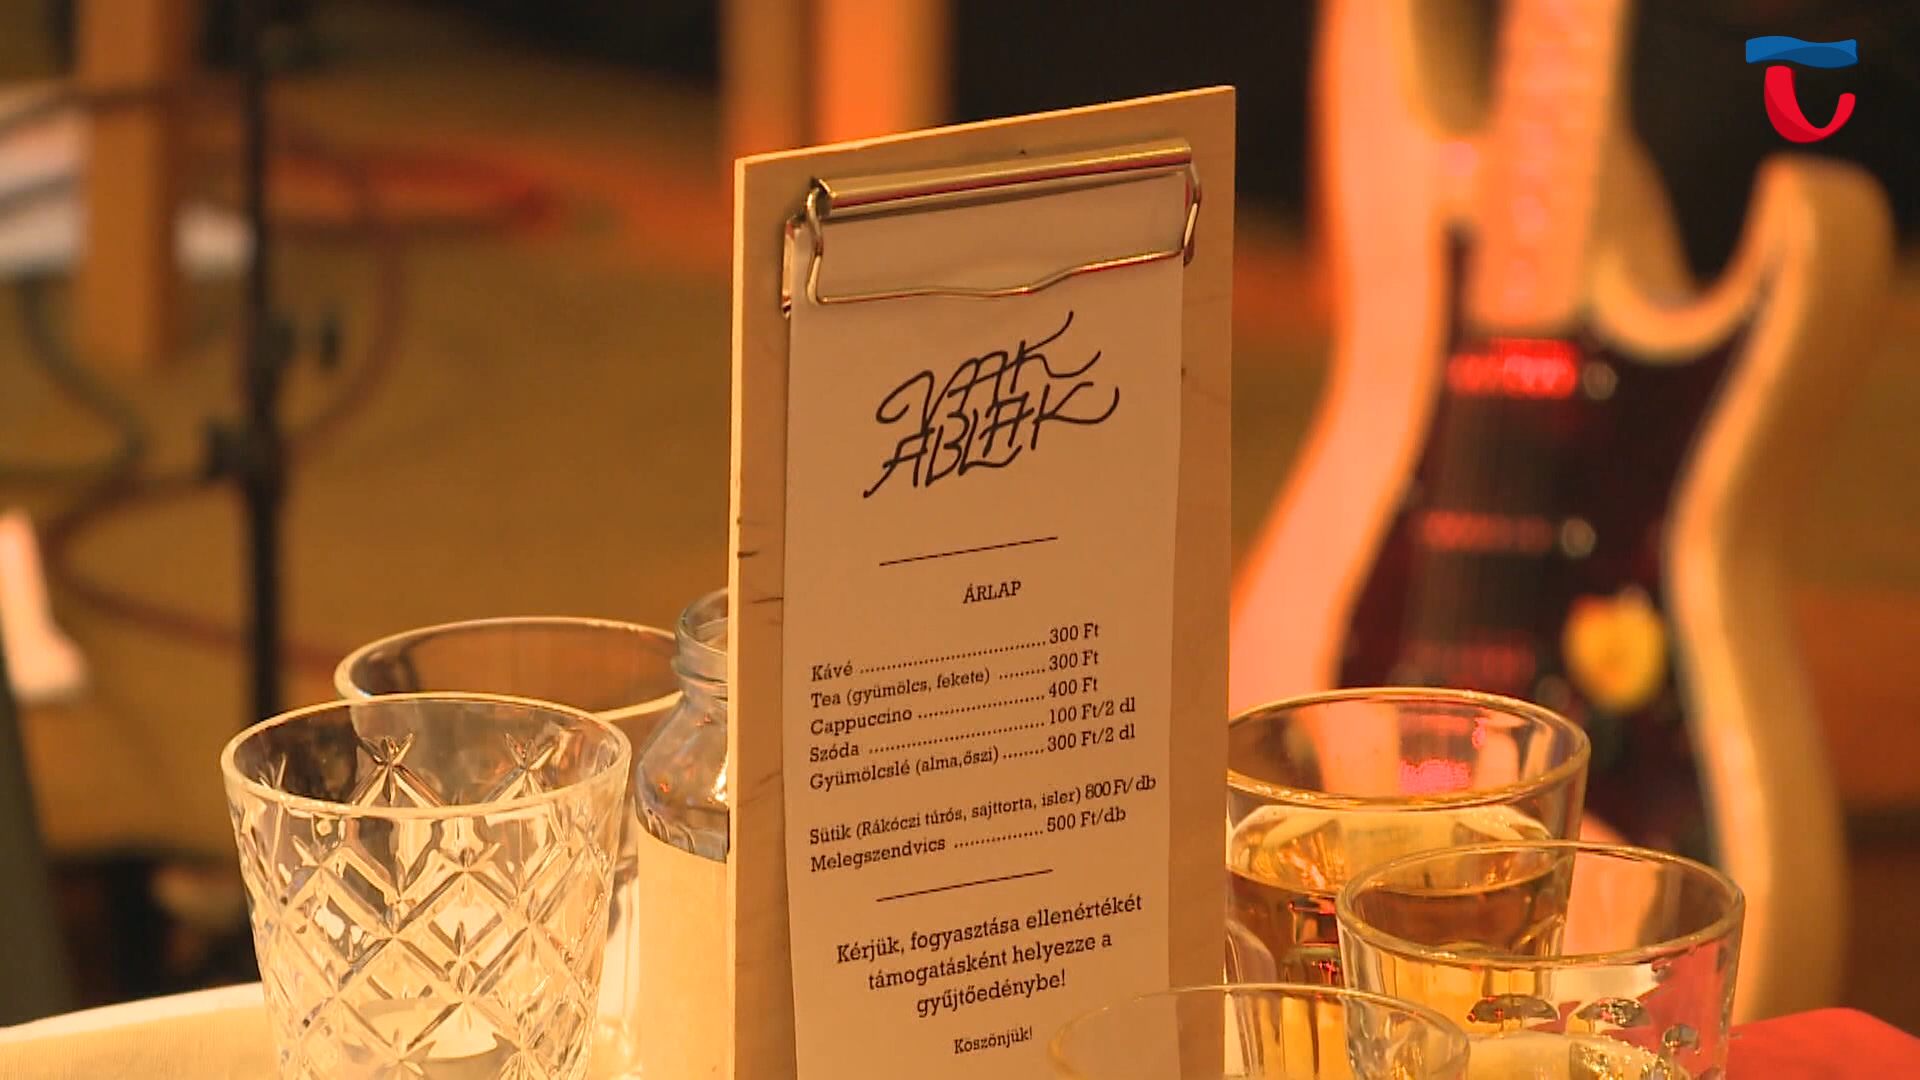 VAK
ABLAK
ÁRLAP
Kávé ................................... 300 Ft
Tea (gyümölcs, fekete) ......... 300 Ft
Cappuccino ........................ 400 Ft
Szóda ................................. 100 Ft/2 dl
Gyümölcslé (alma,őszi) ........ 300 Ft/2 dl
Sütik (Rákóczi túrós, sajttorta, isler) 800 Ft/db
Melegszendvics ................. 500 Ft/db
Kérjük, fogyasztása ellenértékét
támogatásként helyezze a
gyűjtőedénybe!
Köszönjük!